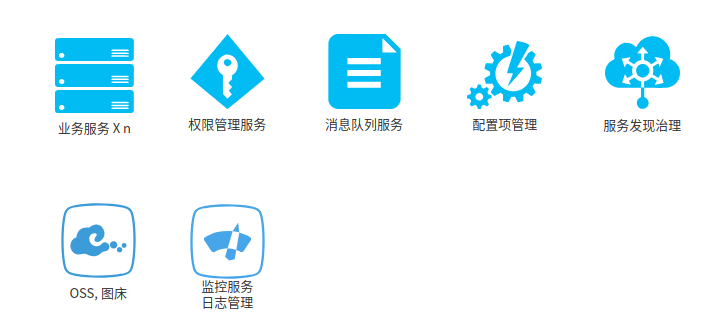 业务服务 X n
权限管理服务
消息队列服务
配置项管理
服务发现治理
OSS, 图床
监控服务
日志管理